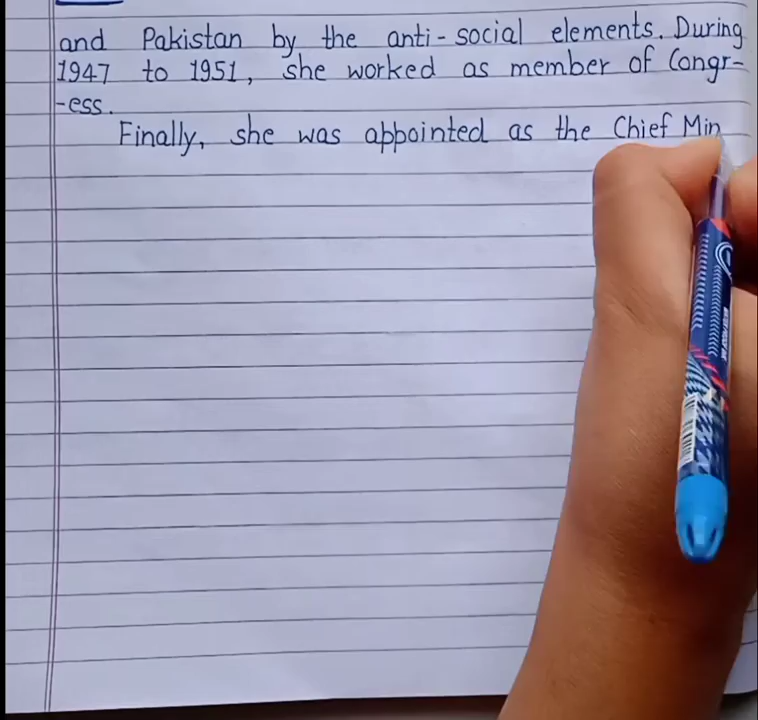 and Pakistan by the anti-social elements. During
1947 to 1951, she worked as member of Congr-
-ess.
Finally, she was appointed as the Chief Min